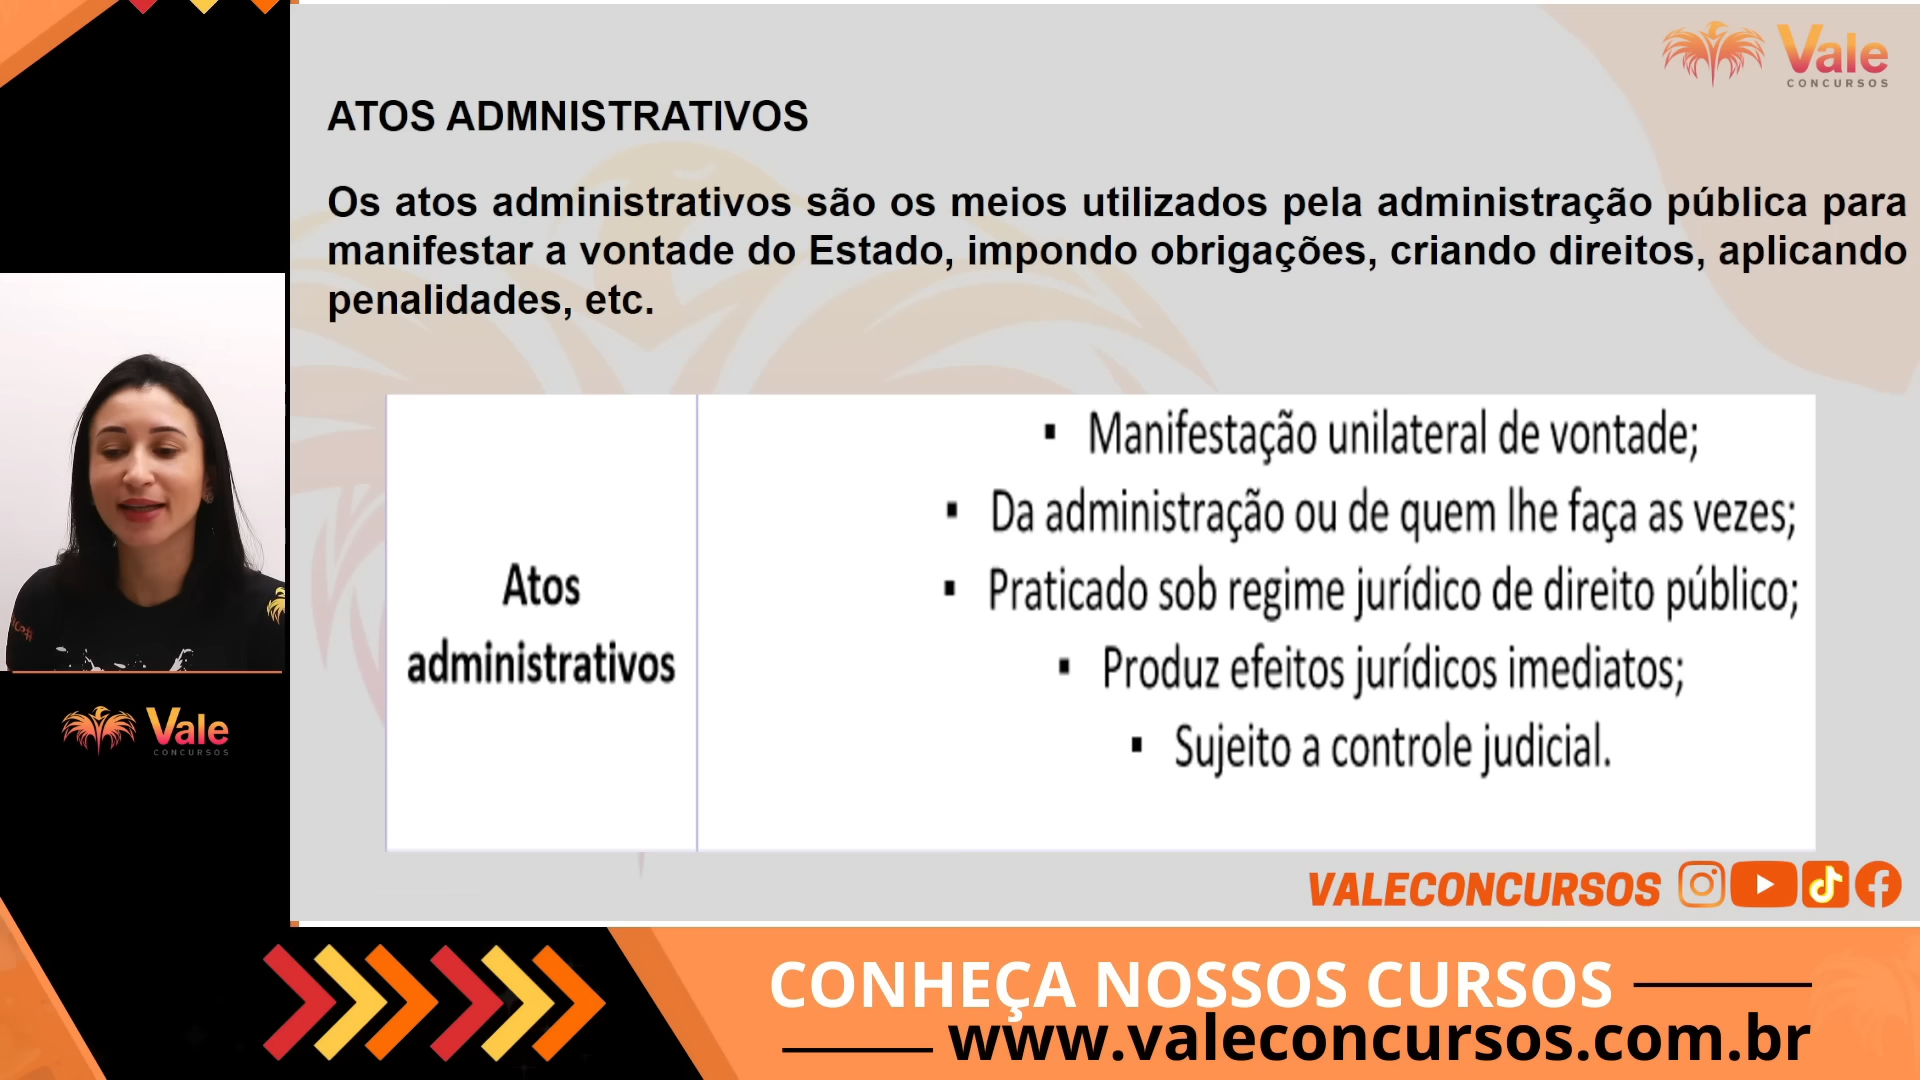 Vale
CONCURSOS
ATOS ADMNISTRATIVOS
Os atos administrativos são os meios utilizados pela administração pública para
manifestar a vontade do Estado, impondo obrigações, criando direitos, aplicando
penalidades, etc.
Atos
administrativos
▪ Manifestação unilateral de vontade;
▪ Da administração ou de quem lhe faça as vezes;
▪ Praticado sob regime jurídico de direito público;
▪ Produz efeitos jurídicos imediatos;
▪ Sujeito a controle judicial.
Vale
CONCURSOS
VALECONCURSOS
CONHEÇA NOSSOS CURSOS
www.valeconcursos.com.br